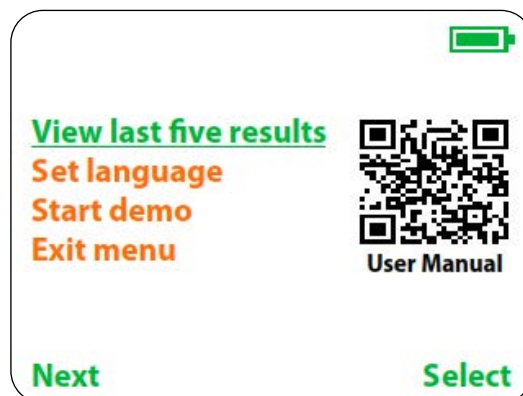 View last five results
Set language
Start demo
Exit menu
User Manual
Next
Select